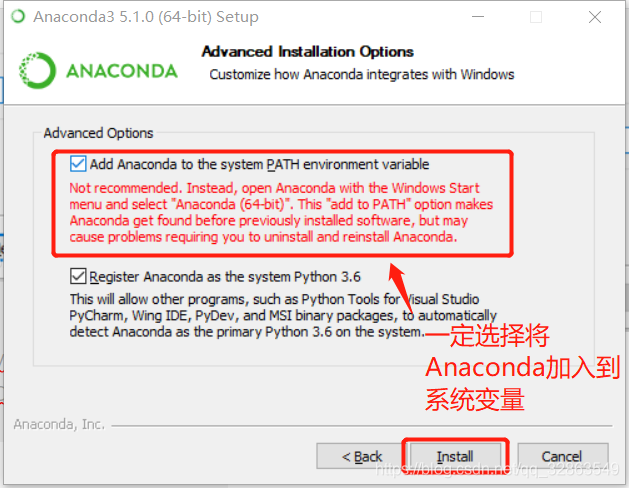 Anaconda3 5.1.0 (64-bit) Setup
ANACONDA
Advanced Installation Options
Customize how Anaconda integrates with Windows
Advanced Options
Add Anaconda to the system PATH environment variable
Not recommended. Instead, open Anaconda with the Windows Start
menu and select "Anaconda (64-bit)". This "add to PATH" option makes
Anaconda get found before previously installed software, but may
cause problems requiring you to uninstall and reinstall Anaconda.
Register Anaconda as the system Python 3.6
This will allow other programs, such as Python Tools for Visual Studio
PyCharm, Wing IDE, PyDev, and MSI binary packages, to automatically
detect Anaconda as the primary Python 3.6 on the system.
一定选择将
Anaconda加入到
系统变量
Anaconda, Inc.
< Back
Install
Cancel
https://blog.csdn.net/qq_32863549